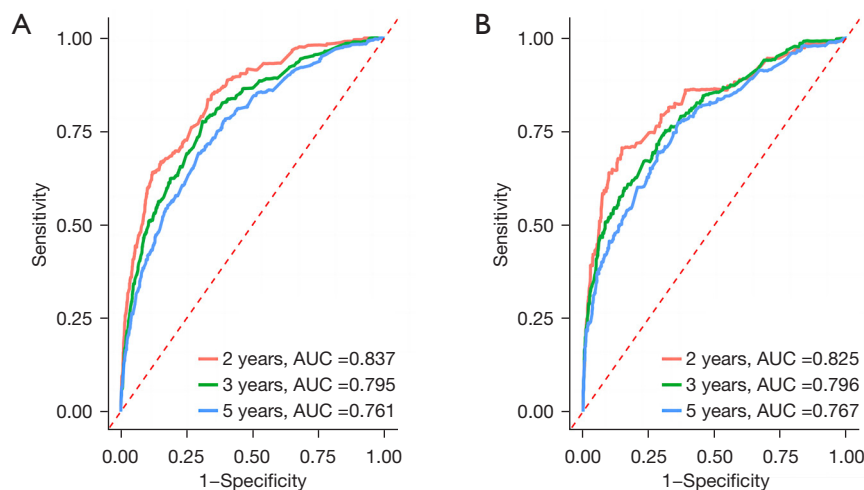 A
1.00
0.75
0.50
0.25
0.00
Sensitivity
2 years, AUC =0.837
3 years, AUC =0.795
5 years, AUC =0.761
0.00 0.25 0.50 0.75 1.00
1−Specificity
B
1.00
0.75
0.50
0.25
0.00
Sensitivity
2 years, AUC =0.825
3 years, AUC =0.796
5 years, AUC =0.767
0.00 0.25 0.50 0.75 1.00
1−Specificity